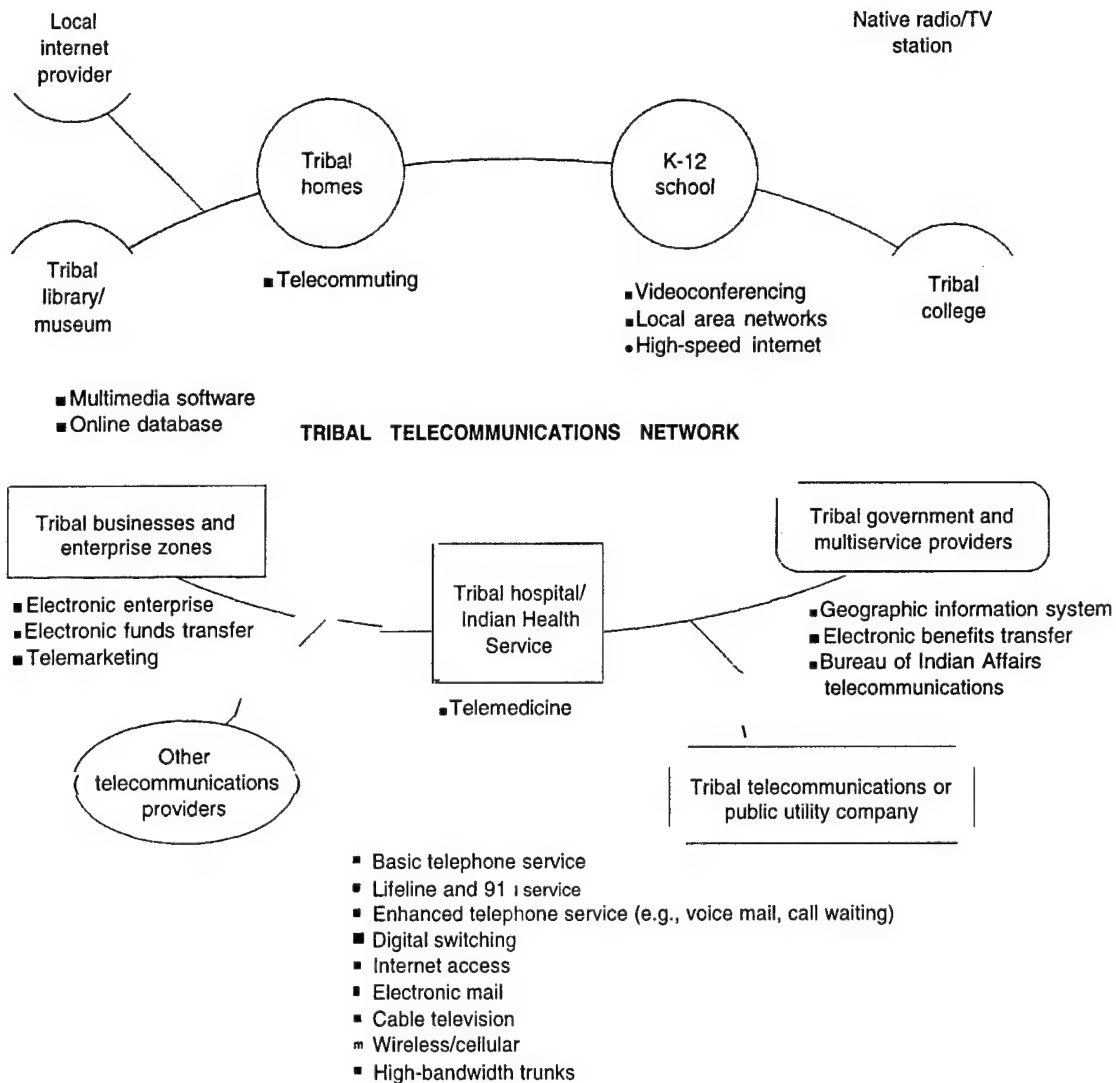 Local
internet
provider
Native radio/TV
station
Tribal
homes
K-12
school
Tribal
library/
museum
■ Telecommuting
■ Videoconferencing
■ Local area networks
● High-speed internet
Tribal
college
■ Multimedia software
■ Online database
TRIBAL TELECOMMUNICATIONS NETWORK
Tribal businesses and
enterprise zones
■ Electronic enterprise
■ Electronic funds transfer
■ Telemarketing
Tribal hospital/
Indian Health
Service
■ Telemedicine
Tribal government and
multiservice providers
■ Geographic information system
■ Electronic benefits transfer
■ Bureau of Indian Affairs
telecommunications
Other
telecommunications
providers
Tribal telecommunications or
public utility company
■ Basic telephone service
■ Lifeline and 91 ı service
■ Enhanced telephone service (e.g., voice mail, call waiting)
■ Digital switching
■ Internet access
■ Electronic mail
■ Cable television
m Wireless/cellular
■ High-bandwidth trunks